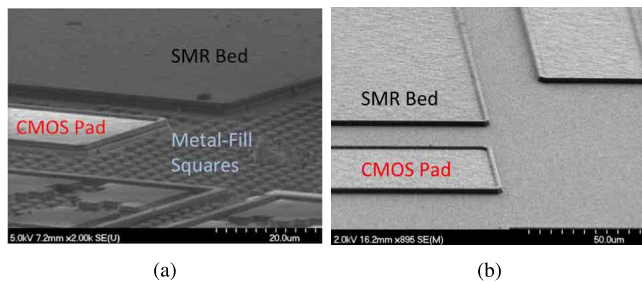 SMR Bed
CMOS Pad
Metal-Fill
Squares
5.0kV 7.2mm x2.00k SE(U)
20.0um
SMR Bed
CMOS Pad
2.0kV 16.2mm x895 SE(M)
50.0um
(a)
(b)